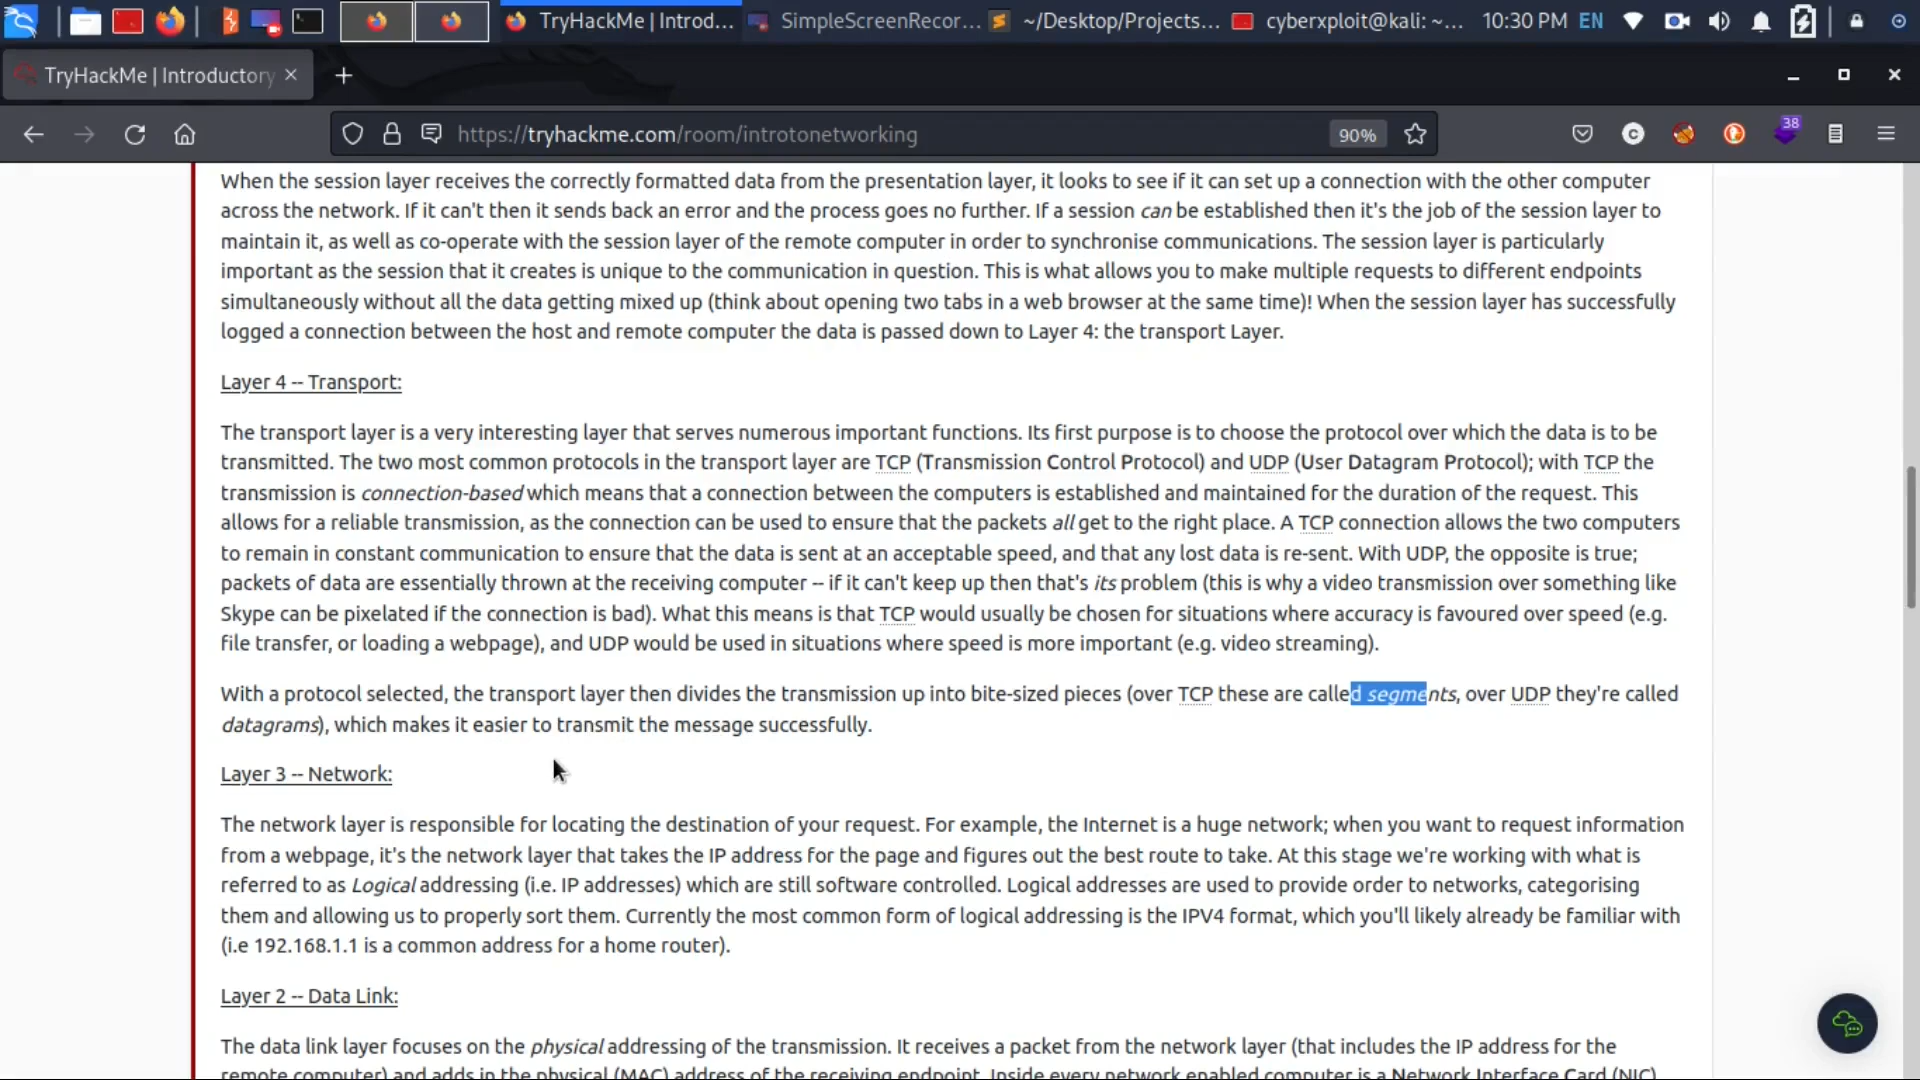 TryHackMe | Introd...
SimpleScreenRecor...
~/Desktop/Projects...
cyberxploit@kali: ~...
10:30 PM
EN
TryHackMe | Introductory
https://tryhackme.com/room/introtonetworking
90%
38
When the session layer receives the correctly formatted data from the presentation layer, it looks to see if it can set up a connection with the other computer
across the network. If it can't then it sends back an error and the process goes no further. If a session can be established then it's the job of the session layer to
maintain it, as well as co-operate with the session layer of the remote computer in order to synchronise communications. The session layer is particularly
important as the session that it creates is unique to the communication in question. This is what allows you to make multiple requests to different endpoints
simultaneously without all the data getting mixed up (think about opening two tabs in a web browser at the same time)! When the session layer has successfully
logged a connection between the host and remote computer the data is passed down to Layer 4: the transport Layer.
Layer 4 -- Transport:
The transport layer is a very interesting layer that serves numerous important functions. Its first purpose is to choose the protocol over which the data is to be
transmitted. The two most common protocols in the transport layer are TCP (Transmission Control Protocol) and UDP (User Datagram Protocol); with TCP the
transmission is connection-based which means that a connection between the computers is established and maintained for the duration of the request. This
allows for a reliable transmission, as the connection can be used to ensure that the packets all get to the right place. A TCP connection allows the two computers
to remain in constant communication to ensure that the data is sent at an acceptable speed, and that any lost data is re-sent. With UDP, the opposite is true;
packets of data are essentially thrown at the receiving computer -- if it can't keep up then that's its problem (this is why a video transmission over something like
Skype can be pixelated if the connection is bad). What this means is that TCP would usually be chosen for situations where accuracy is favoured over speed (e.g.
file transfer, or loading a webpage), and UDP would be used in situations where speed is more important (e.g. video streaming).
With a protocol selected, the transport layer then divides the transmission up into bite-sized pieces (over TCP these are called segments, over UDP they're called
datagrams), which makes it easier to transmit the message successfully.
Layer 3 -- Network:
The network layer is responsible for locating the destination of your request. For example, the Internet is a huge network; when you want to request information
from a webpage, it's the network layer that takes the IP address for the page and figures out the best route to take. At this stage we're working with what is
referred to as Logical addressing (i.e. IP addresses) which are still software controlled. Logical addresses are used to provide order to networks, categorising
them and allowing us to properly sort them. Currently the most common form of logical addressing is the IPV4 format, which you'll likely already be familiar with
(i.e 192.168.1.1 is a common address for a home router).
Layer 2 -- Data Link:
The data link layer focuses on the physical addressing of the transmission. It receives a packet from the network layer (that includes the IP address for the
remote computer) and adds in the physical (MAC) address of the receiving endpoint. Inside every network enabled computer is a Network Interface Card (NIC)